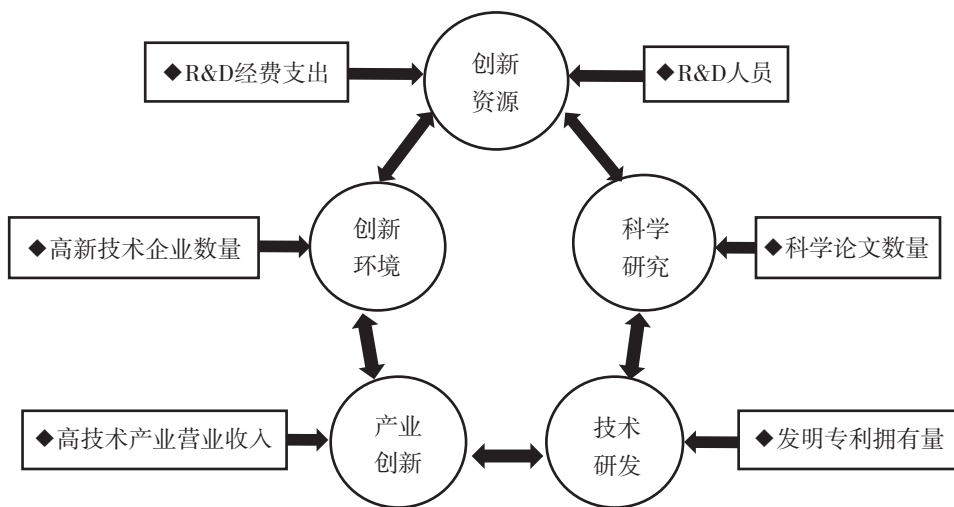 ◆R&D经费支出
创新
资源
◆R&D人员
◆高新技术企业数量
创新
环境
科学
研究
◆科学论文数量
◆高技术产业营业收入
产业
创新
技术
研发
◆发明专利拥有量